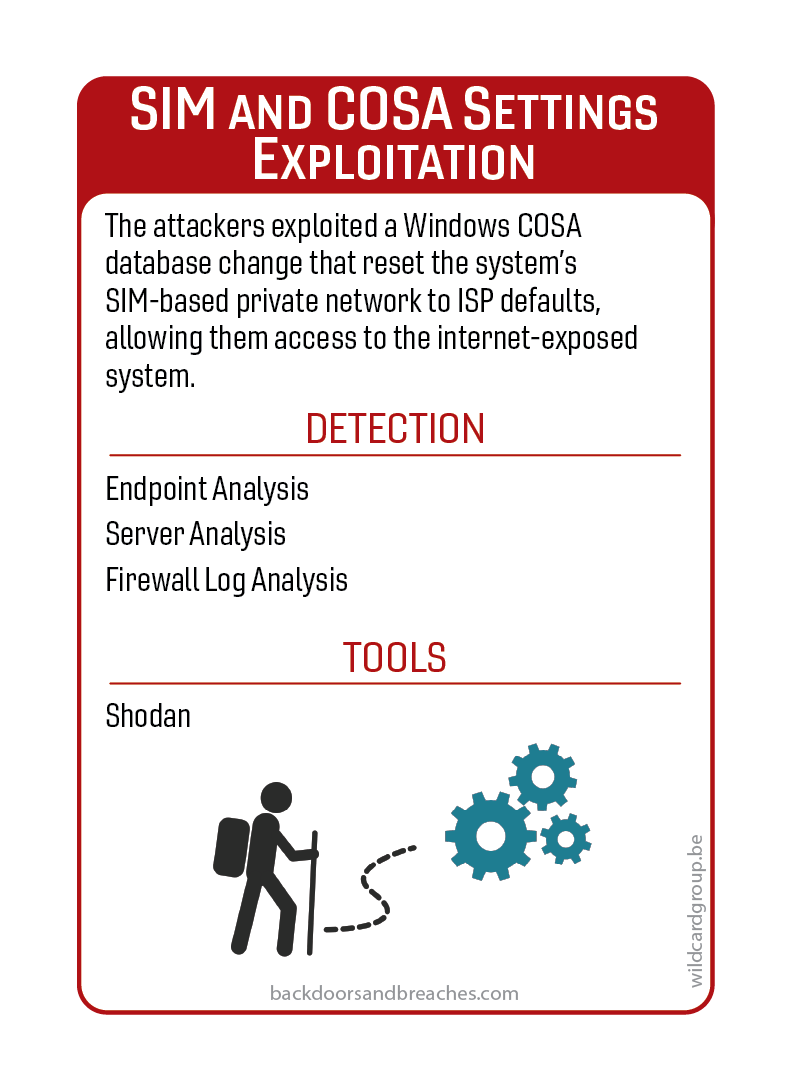 SIM AND COSA SETTINGS
EXPLOITATION
The attackers exploited a Windows COSA
database change that reset the system’s
SIM-based private network to ISP defaults,
allowing them access to the internet-exposed
system.
DETECTION
Endpoint Analysis
Server Analysis
Firewall Log Analysis
TOOLS
Shodan
wildcardgroup.be
backdoorsandbreaches.com